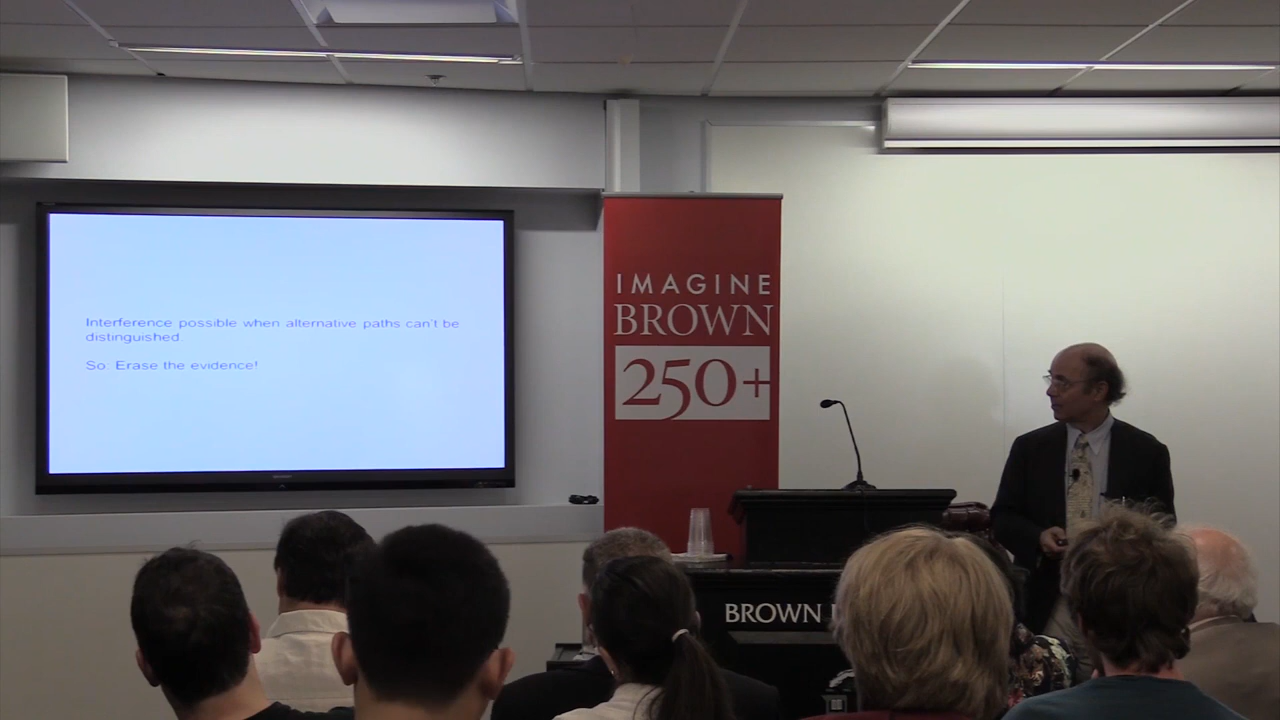 Interference possible when alternative paths can't be
distinguished.
So: Erase the evidence!
IMAGINE
BROWN
250+
BROWN